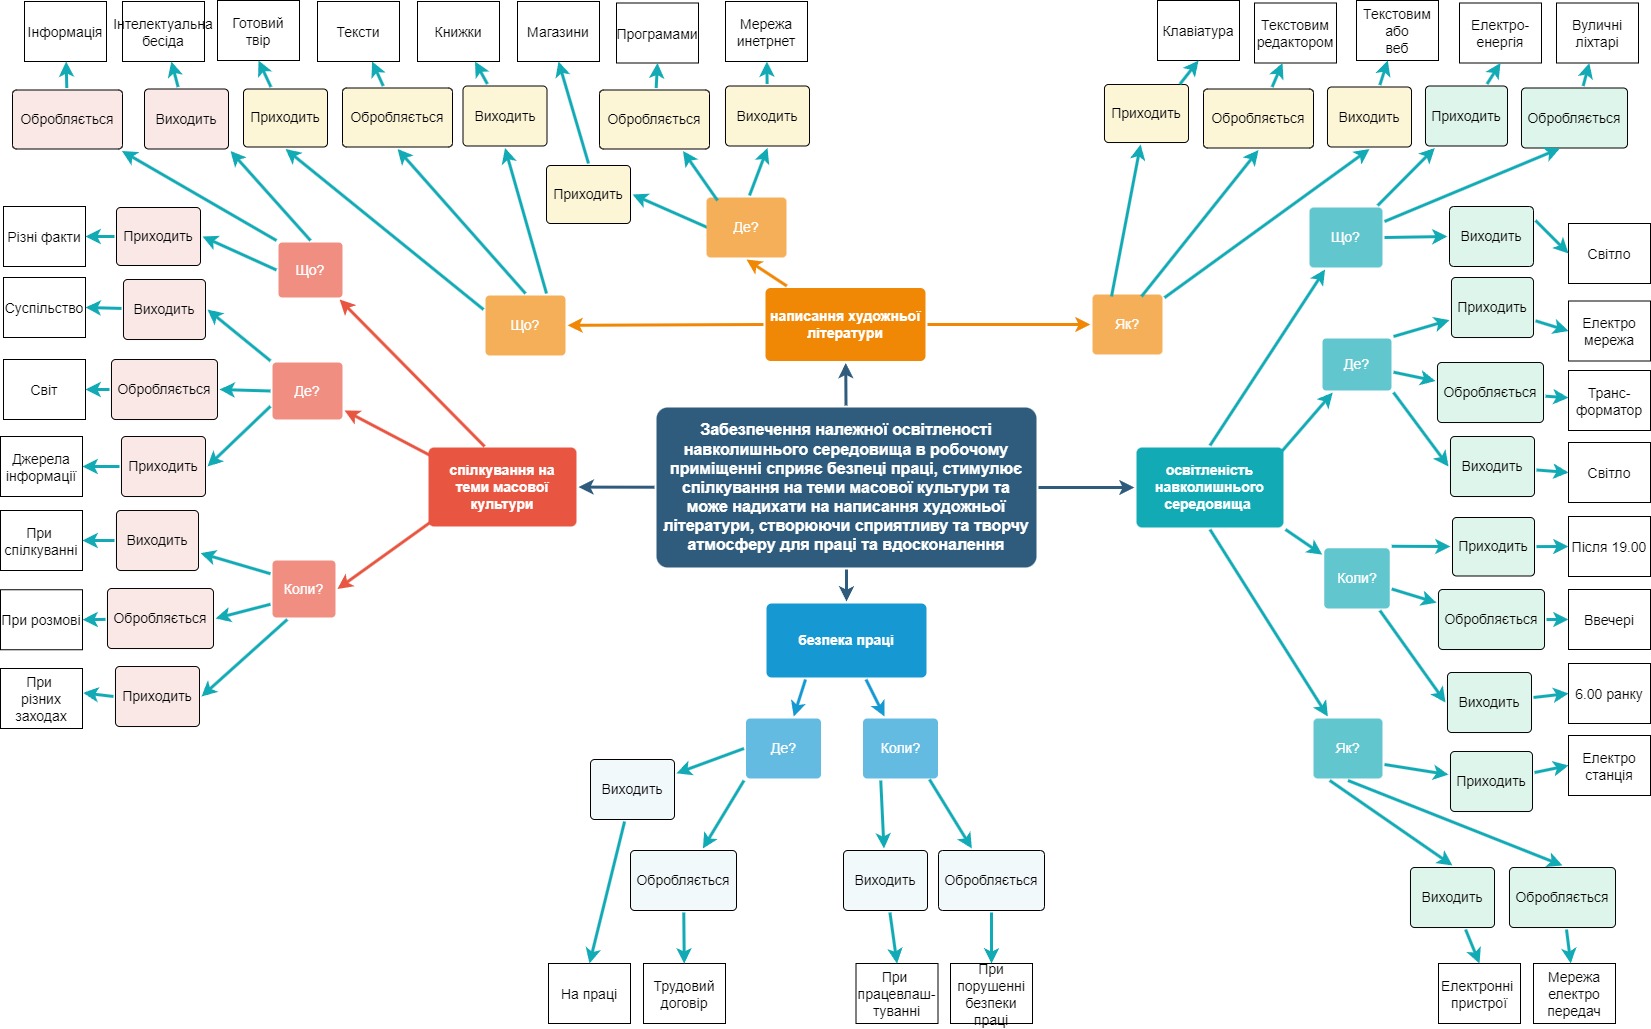 Інформація
Інтелектуальна
бесіда
Готовий
твір
Тексти
Книжки
Магазини
Програмами
Мережа
инетрнет
Клавіатура
Текстовим
редактором
Текстовим
або
веб
Електро-
енергія
Вуличні
ліхтарі
Обробляється
Виходить
Приходить
Обробляється
Виходить
Обробляється
Виходить
Приходить
Обробляється
Виходить
Приходить
Обробляється
Приходить
Різні факти
Приходить
Що?
Де?
Що?
Виходить
Світло
Суспільство
Виходить
Що?
написання художньої
літератури
Як?
Приходить
Електро
мережа
Світ
Обробляється
Де?
Де?
Обробляється
Транс-
форматор
Джерела
інформації
Приходить
спілкування на
теми масової
культури
Забезпечення належної освітленості
навколишнього середовища в робочому
приміщенні сприяє безпеці праці, стимулює
спілкування на теми масової культури та
може надихати на написання художньої
літератури, створюючи сприятливу та творчу
атмосферу для праці та вдосконалення
освітленість
навколишнього
середовища
Виходить
Світло
При
спілкуванні
Виходить
Приходить
Після 19.00
Коли?
Коли?
При розмові
Обробляється
безпека праці
Обробляється
Ввечері
При
різних
заходах
Приходить
Виходить
6.00 ранку
Де?
Коли?
Як?
Приходить
Електро
станція
Виходить
Обробляється
Виходить
Обробляється
Виходить
Обробляється
На праці
Трудовий
договір
При
працевлаш-
туванні
При
порушенні
безпеки
праці
Електронні
пристрої
Мережа
електро
передач